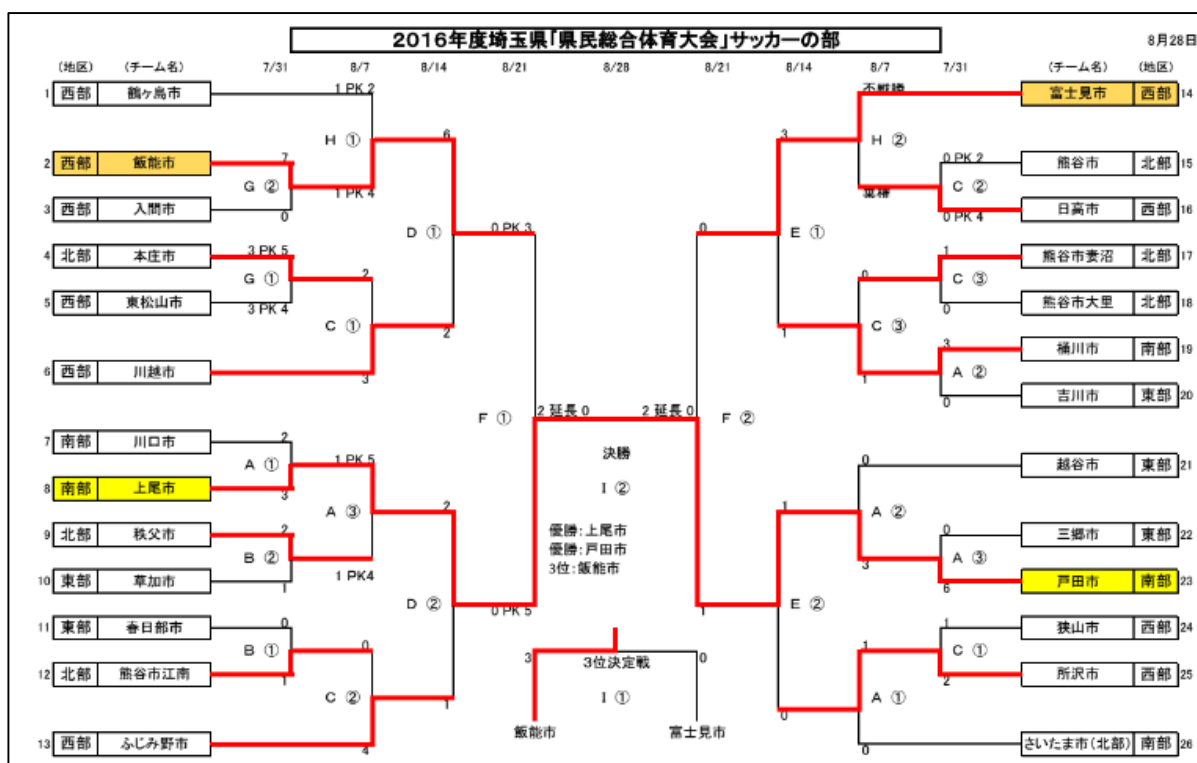 2016年度埼玉県「県民総合体育大会」サッカーの部
8月28日
(地区) (チーム名) 7/31 8/7 8/14 8/21 8/28 8/21 8/14 8/7 7/31 (チーム名) (地区)
1 西部 鶴ヶ島市 1 PK 2 不戦勝 富士見市 西部 14
H ① 6 3 H ②
2 西部 飯能市 7 0 PK 2 熊谷市 北部 15
G ② 1 PK 4 棄権 C ②
3 西部 入間市 0 0 PK 4 日高市 西部 16
D ① 0 PK 3 0 E ①
4 北部 本庄市 3 PK 5 1 熊谷市妻沼 北部 17
G ① 2 0 C ③
5 西部 東松山市 3 PK 4 0 熊谷市大里 北部 18
C ① 2 1 C ③
3 桶川市 南部 19
6 西部 川越市 3 1 A ②
0 吉川市 東部 20
F ① 2 延長 0 2 延長 0 F ②
7 南部 川口市 2 決勝 0 越谷市 東部 21
A ① 1 PK 5
8 南部 上尾市 3 I ②
A ③ 2 1 A ②
9 北部 秩父市 2 優勝:上尾市 0 三郷市 東部 22
B ② 1 PK4 優勝:戸田市 3 A ③
10 東部 草加市 1 3位:飯能市 6 戸田市 南部 23
D ② 0 PK 5 1 E ②
11 東部 春日部市 0 1 狭山市 西部 24
B ① 0 3 3位決定戦 0 1 C ①
12 北部 熊谷市江南 1 2 所沢市 西部 25
C ② 1 I ① 0 A ①
飯能市 富士見市
13 西部 ふじみ野市 4 0 さいたま市(北部) 南部 26